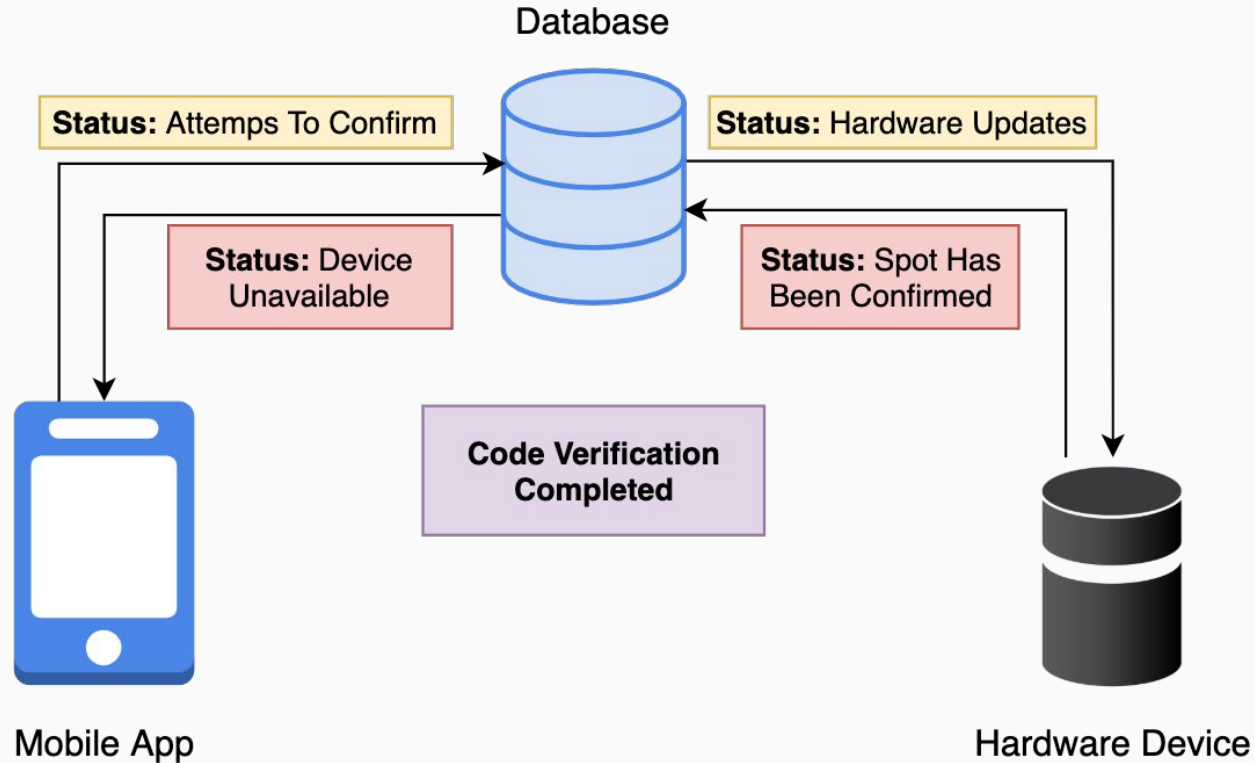 Database
Status: Attemps To Confirm
Status: Hardware Updates
Status: Device
Unavailable
Status: Spot Has
Been Confirmed
Code Verification
Completed
Mobile App
Hardware Device